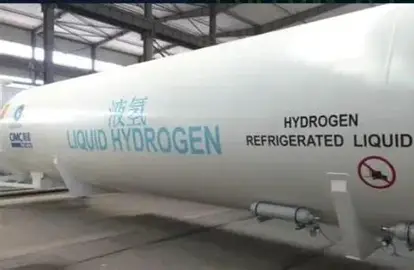 液氢
LIQUID HYDROGEN
HYDROGEN
REFRIGERATED LIQUID